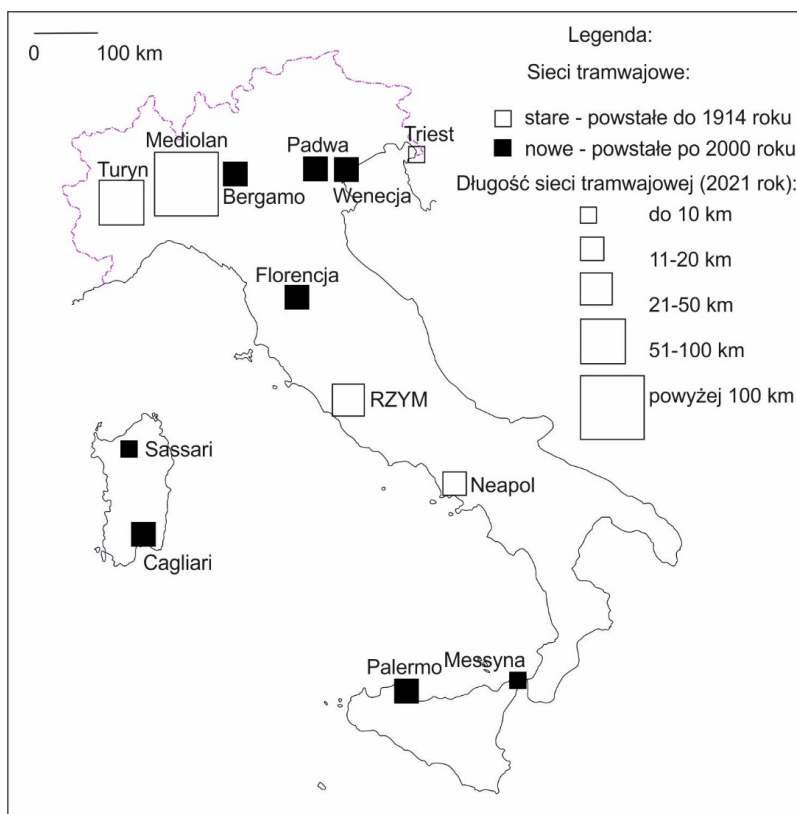 0 100 km
Legenda:
Sieci tramwajowe:
stare - powstałe do 1914 roku
nowe - powstałe po 2000 roku
Długość sieci tramwajowej (2021 rok):
do 10 km
11-20 km
21-50 km
51-100 km
powyżej 100 km
Mediolan
Turyn
Bergamo
Padwa
Wenecja
Triest
Florencja
RZYM
Neapol
Sassari
Cagliari
Palermo
Messyna